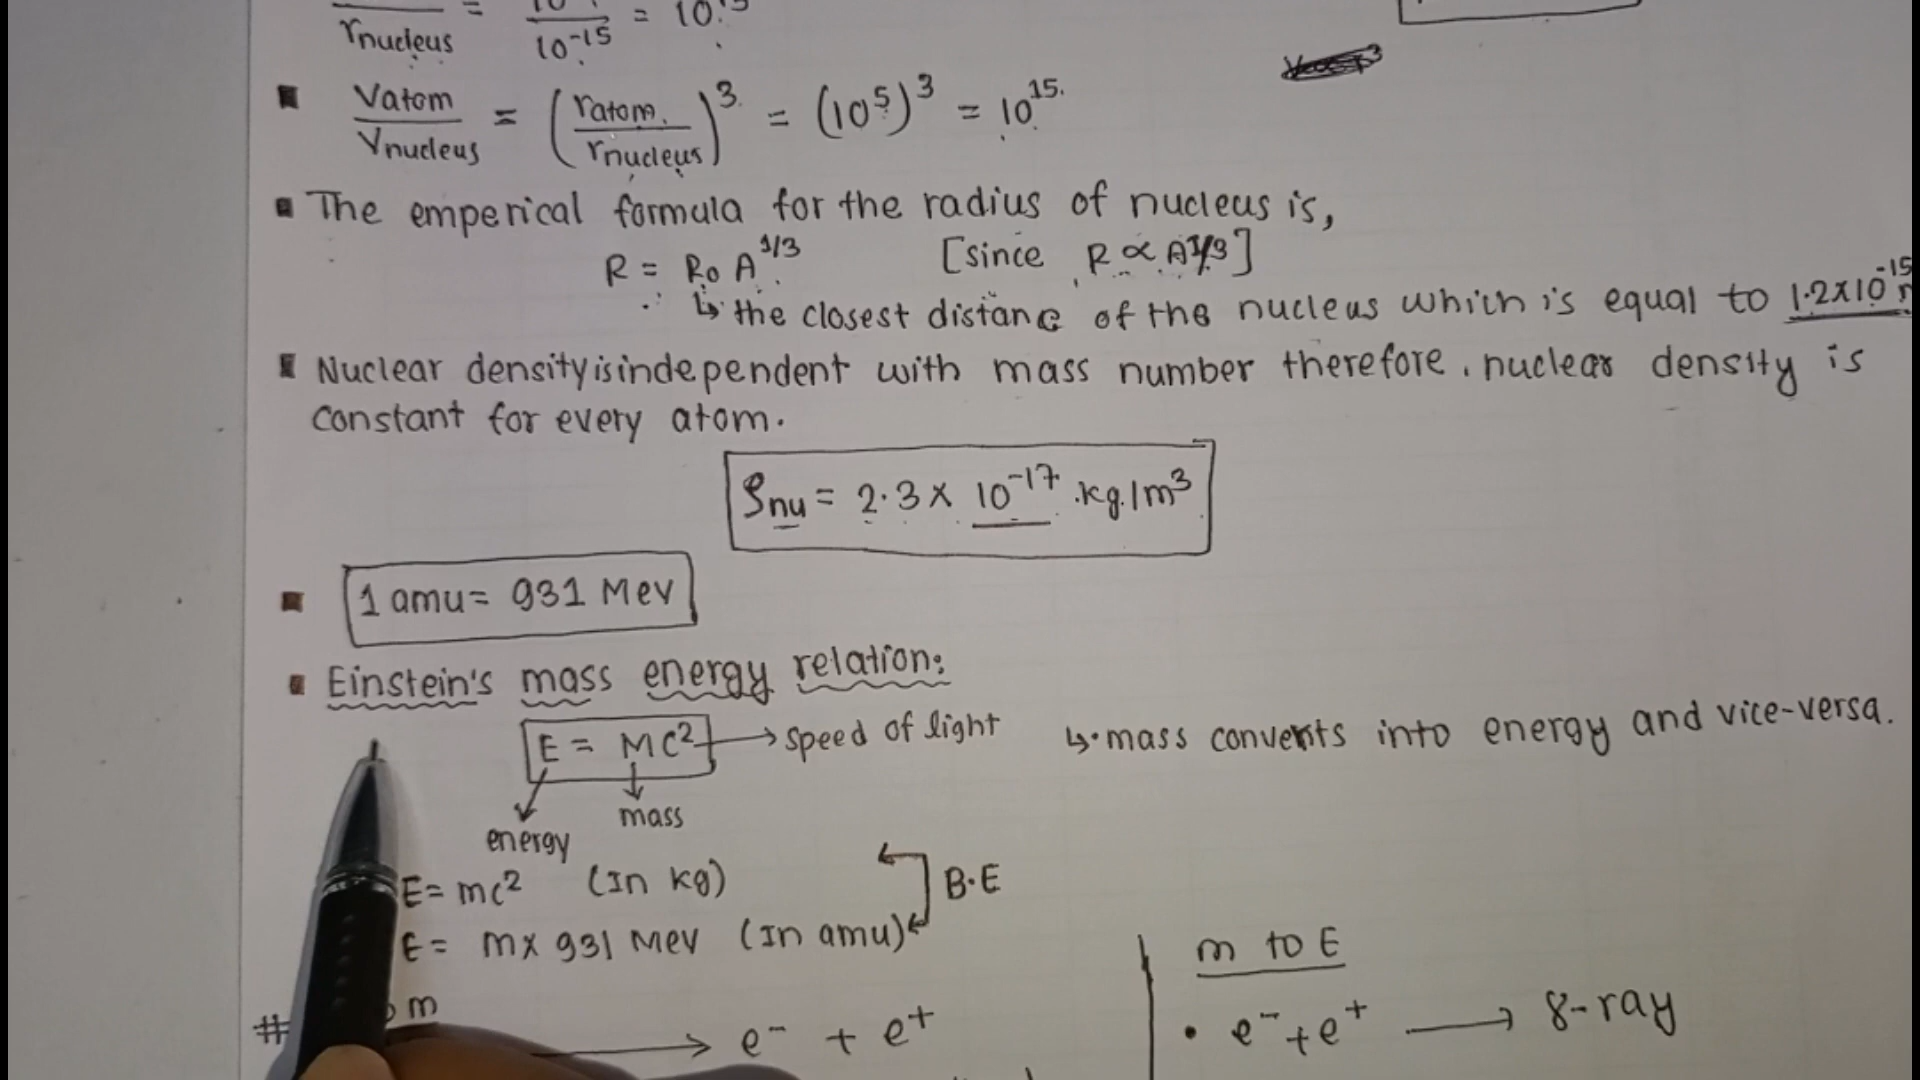 rnucleus = 10-15 = 10
Vatom/Vnucleus = (ratom/rnucleus)³ = (10⁵)³ = 10¹⁵
The emperical formula for the radius of nucleus is,
R = R₀ A¹/³ [since R ∝ A¹/³]
↳ the closest distance of the nucleus which is equal to 1.2×10⁻¹⁵
Nuclear density is independent with mass number therefore, nuclear density is
constant for every atom.
ρnu = 2.3 × 10⁻¹⁷ kg/m³
1 amu = 931 MeV
Einstein's mass energy relation:
E = MC² → speed of light ↳ mass converts into energy and vice-versa.
mass
energy
E = mc² (In kg) B.E
E = m× 931 MeV (In amu)
m to E
# m
→ e⁻ + e⁺
• e⁻ + e⁺ → 8-ray